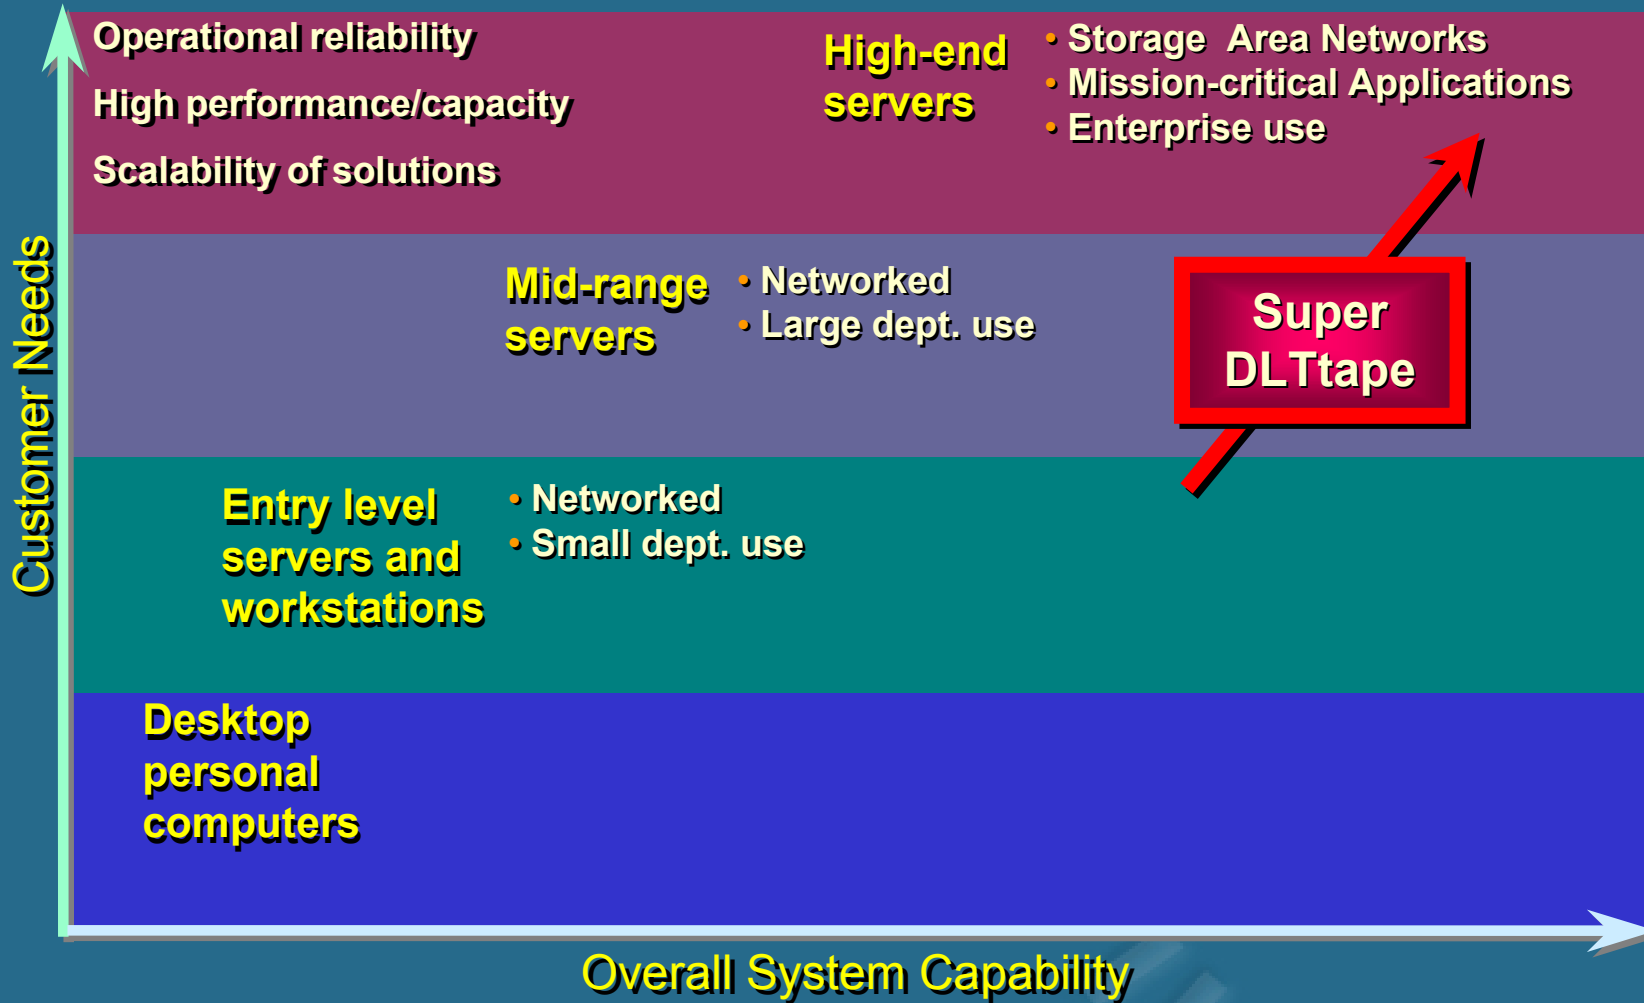 Operational reliability
High performance/capacity
Scalability of solutions
High-end
servers
• Storage Area Networks
• Mission-critical Applications
• Enterprise use
Mid-range
servers
• Networked
• Large dept. use
Super
DLTtape
Entry level
servers and
workstations
• Networked
• Small dept. use
Desktop
personal
computers
Customer Needs
Overall System Capability